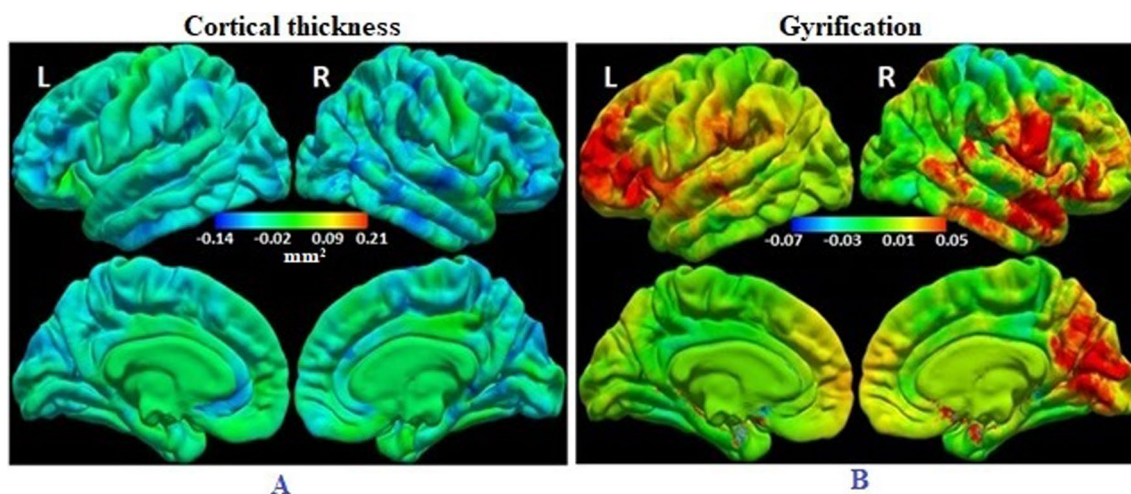 Cortical thickness
Gyrification
L R
L R
-0.14 -0.02 0.09 0.21
mm²
-0.07 -0.03 0.01 0.05
A
B